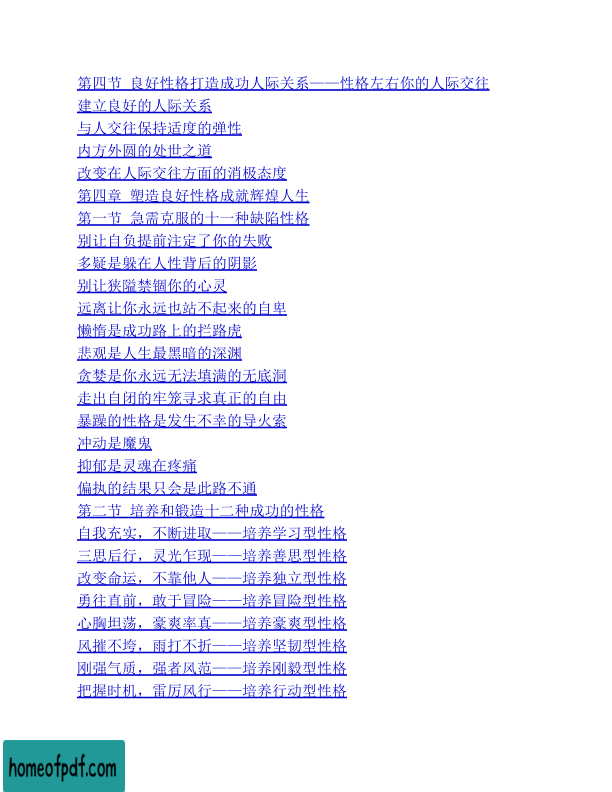 第四节 良好性格打造成功人际关系——性格左右你的人际交往
建立良好的人际关系
与人交往保持适度的弹性
内方外圆的处世之道
改变在人际交往方面的消极态度
第四章 塑造良好性格成就辉煌人生
第一节 急需克服的十一种缺陷性格
别让自负提前注定了你的失败
多疑是躲在人性背后的阴影
别让狭隘禁锢你的心灵
远离让你永远也站不起来的自卑
懒惰是成功路上的拦路虎
悲观是人生最黑暗的深渊
贪婪是你永远无法填满的无底洞
走出自闭的牢笼寻求真正的自由
暴躁的性格是发生不幸的导火索
冲动是魔鬼
抑郁是灵魂在疼痛
偏执的结果只会是此路不通
第二节 培养和锻造十二种成功的性格
自我充实，不断进取——培养学习型性格
三思后行，灵光乍现——培养善思型性格
改变命运，不靠他人——培养独立型性格
勇往直前，敢于冒险——培养冒险型性格
心胸坦荡，豪爽率真——培养豪爽型性格
风摧不垮，雨打不折——培养坚韧型性格
刚强气质，强者风范——培养刚毅型性格
把握时机，雷厉风行——培养行动型性格
homeofpdf.com